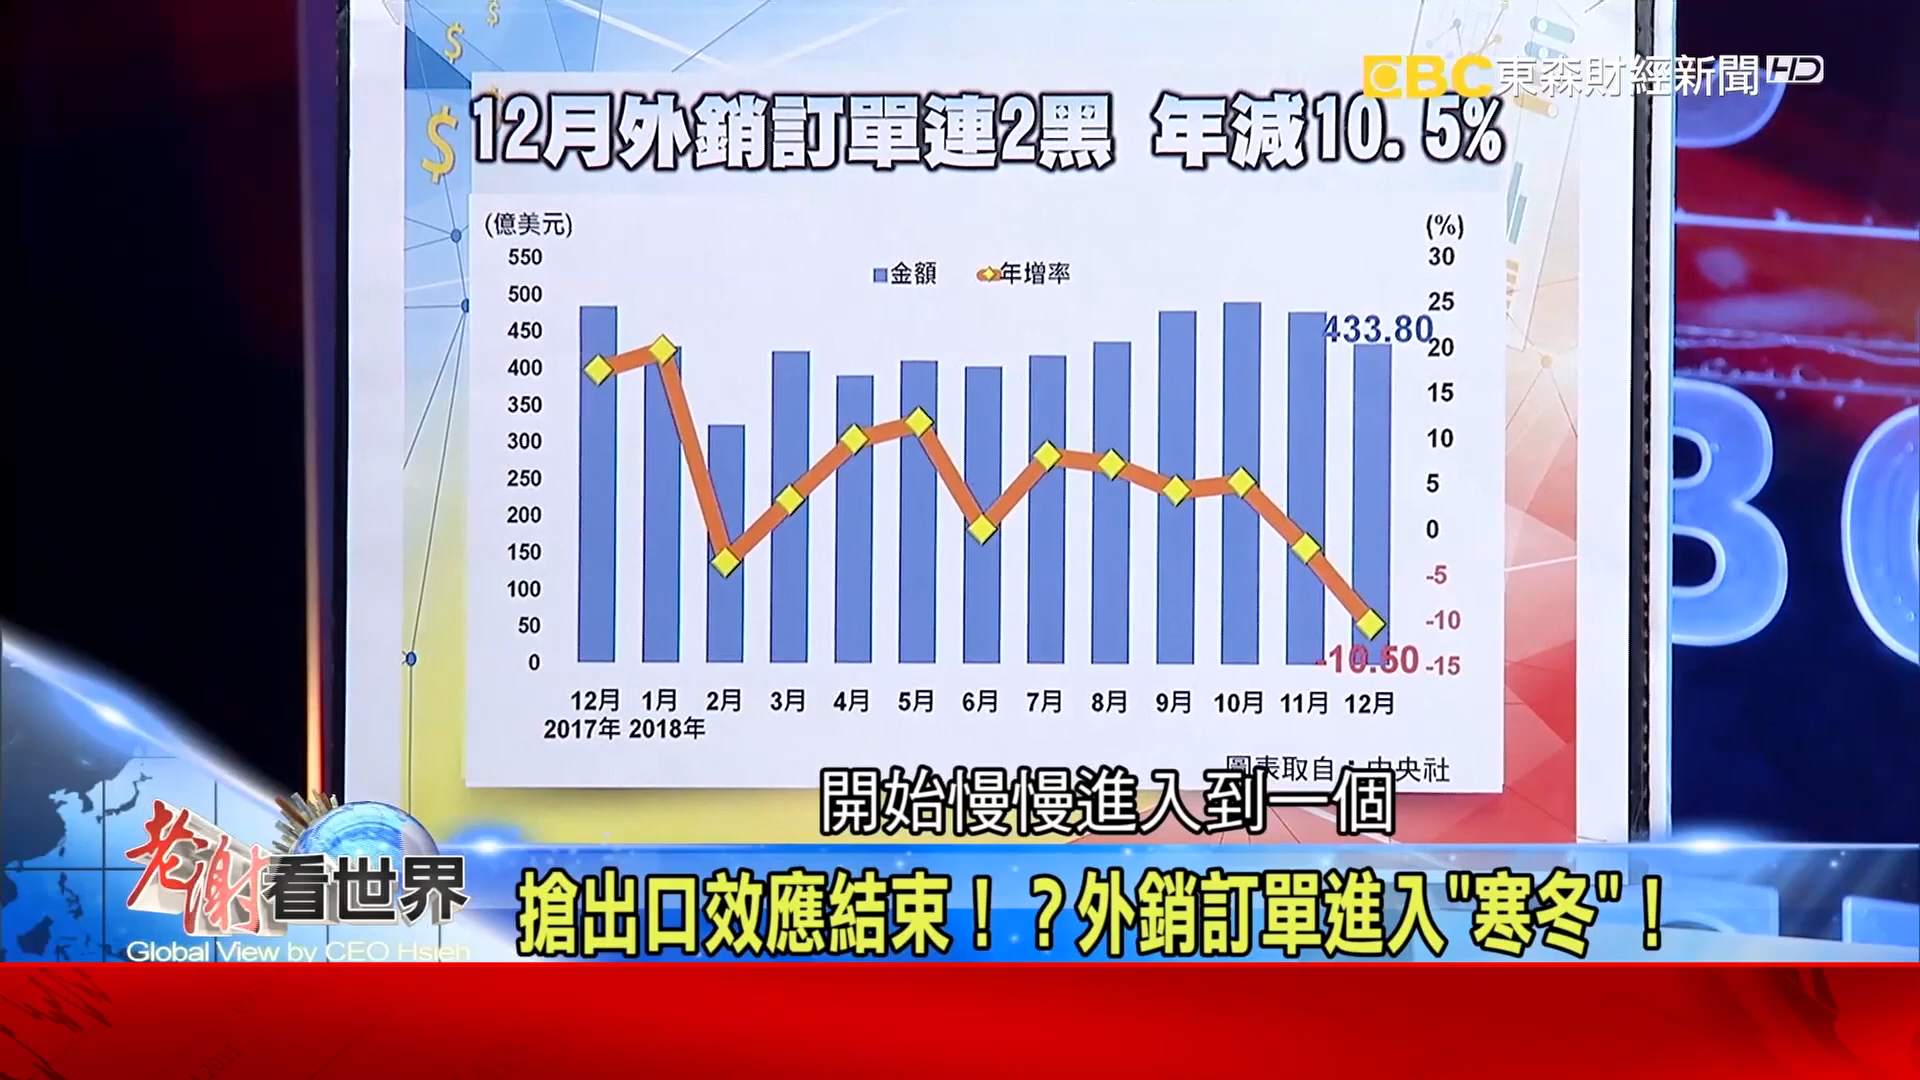 EBC東森財經新聞HD
12月外銷訂單連2黑 年減10.5%
(億美元)
(%)
550
500
450
400
350
300
250
200
150
100
50
0
金額
年增率
30
25
20
15
10
5
0
-5
-10
-15
433.80
-10.50
12月 1月 2月 3月 4月 5月 6月 7月 8月 9月 10月 11月 12月
2017年 2018年
圖表取自：中央社
開始慢慢進入到一個
老謝看世界
Global View by CEO Hsieh
搶出口效應結束！？外銷訂單進入"寒冬"！